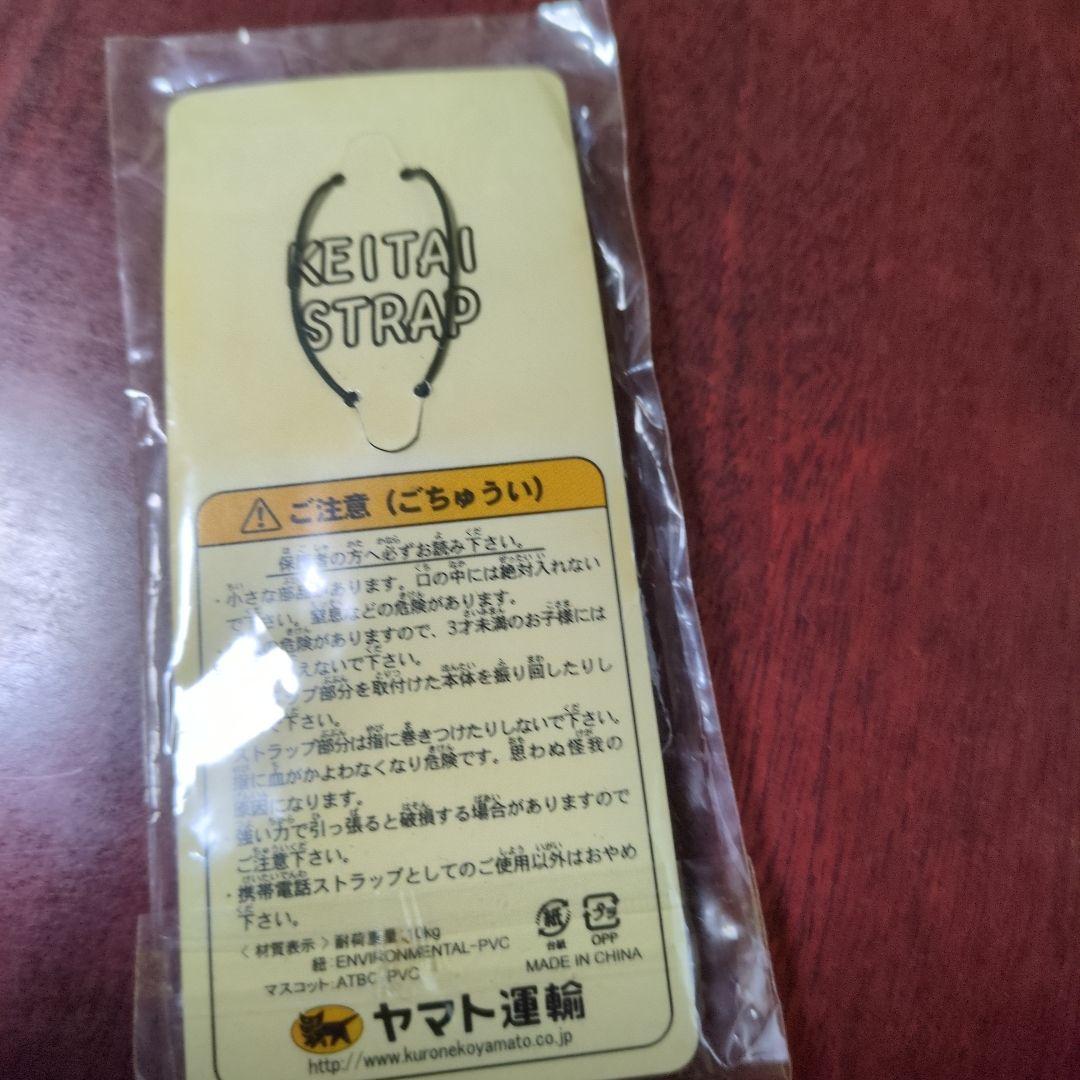 KEITAI
STRAP
ご注意（ごちゅうい）
保護者の方へ必ずお読み下さい。
・小さな部品があります。口の中には絶対入れない
で下さい。窒息などの危険があります。
危険がありますので、3才未満のお子様には
えないで下さい。
ップ部分を取付けた本体を振り回したりし
で下さい。
ストラップ部分は指に巻きつけたりしないで下さい。
指に血がかよわなくなり危険です。思わぬ怪我の
原因になります。
強い力で引っ張ると破損する場合がありますので
ご注意下さい。
・携帯電話ストラップとしてのご使用以外はおやめ
下さい。
〈材質表示〉耐荷重量:10kg
紐:ENVIRONMENTAL-PVC
マスコット:ATBC-PVC
紙
台紙
プラ
OPP
MADE IN CHINA
ヤマト運輸
http://www.kuronekoyamato.co.jp